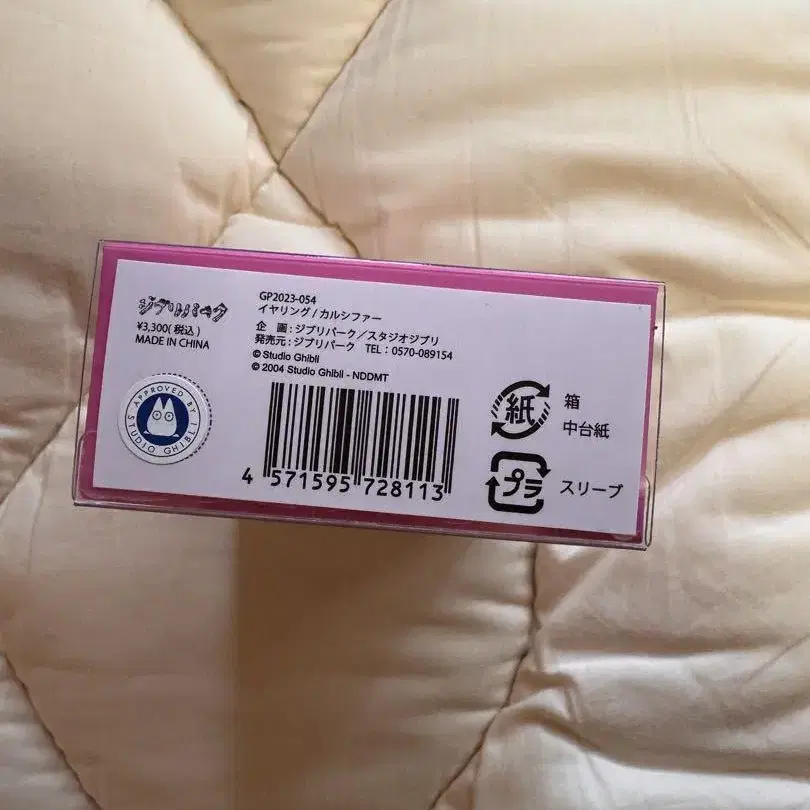 ジブリパーク
¥3,300(税込)
MADE IN CHINA
APPROVED BY
STUDIO GHIBLI
GP2023-054
イヤリング/カルシファー
企　画:ジブリパーク/スタジオジブリ
発売元:ジブリパーク　TEL:0570-089154
© Studio Ghibli
© 2004 Studio Ghibli - NDDMT
4 571595 728113
紙
箱
中台紙
プラ
スリーブ